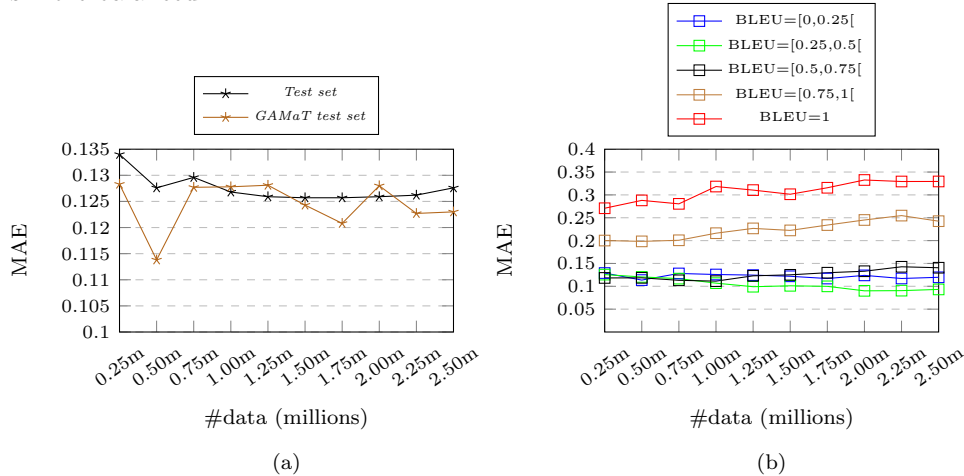 Test set
GAMaT test set
0.135
0.13
0.125
0.12
0.115
0.11
0.105
0.1
MAE
0.25m
0.50m
0.75m
1.00m
1.25m
1.50m
1.75m
2.00m
2.25m
2.50m
#data (millions)
(a)
BLEU=[0,0.25[
BLEU=[0.25,0.5[
BLEU=[0.5,0.75[
BLEU=[0.75,1[
BLEU=1
0.4
0.35
0.3
0.25
0.2
0.15
0.1
0.05
MAE
0.25m
0.50m
0.75m
1.00m
1.25m
1.50m
1.75m
2.00m
2.25m
2.50m
#data (millions)
(b)